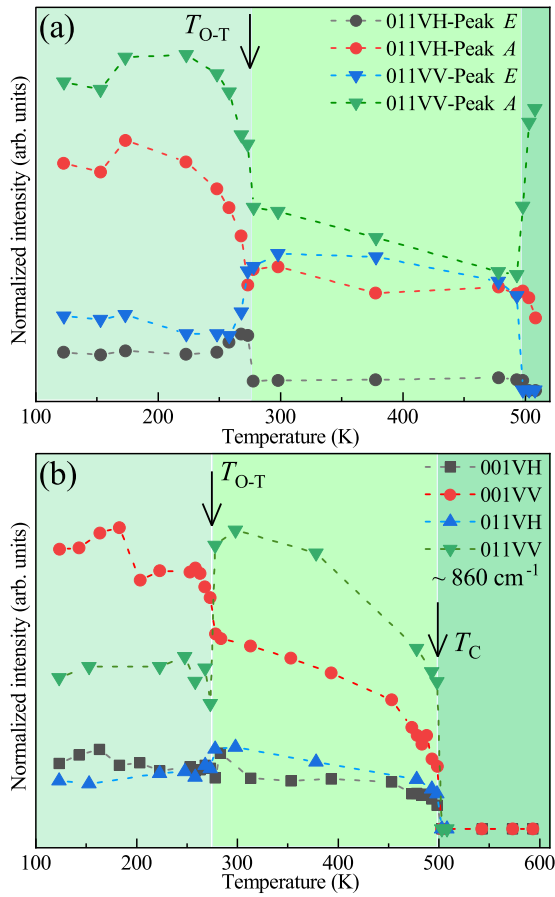 (a)
T_O-T
011VH-Peak E
011VH-Peak A
011VV-Peak E
011VV-Peak A
Normalized intensity (arb. units)
100 200 300 400 500
Temperature (K)
(b)
T_O-T
001VH
001VV
011VH
011VV
~ 860 cm⁻¹
T_C
Normalized intensity (arb. units)
100 200 300 400 500 600
Temperature (K)